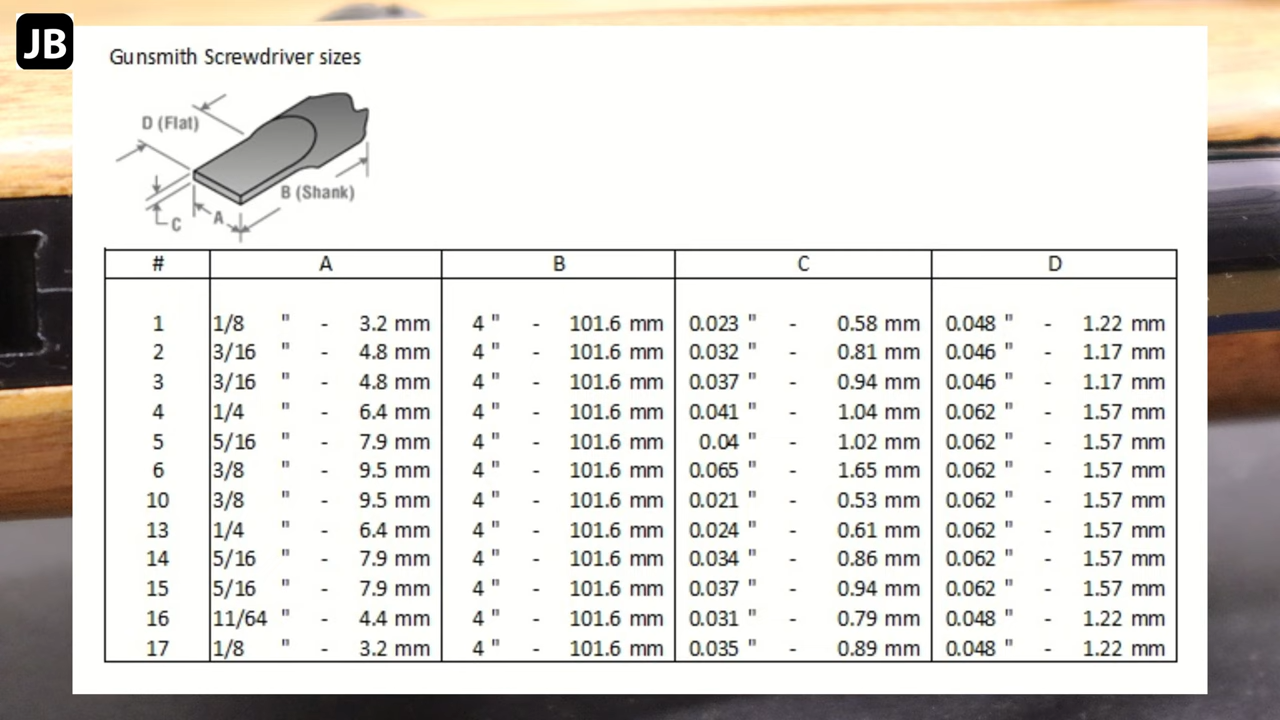 JB
Gunsmith Screwdriver sizes
D (Flat)
B (Shank)
A
C
# A B C D
1 1/8 " - 3.2 mm 4 " - 101.6 mm 0.023 " - 0.58 mm 0.048 " - 1.22 mm
2 3/16 " - 4.8 mm 4 " - 101.6 mm 0.032 " - 0.81 mm 0.046 " - 1.17 mm
3 3/16 " - 4.8 mm 4 " - 101.6 mm 0.037 " - 0.94 mm 0.046 " - 1.17 mm
4 1/4 " - 6.4 mm 4 " - 101.6 mm 0.041 " - 1.04 mm 0.062 " - 1.57 mm
5 5/16 " - 7.9 mm 4 " - 101.6 mm 0.04 " - 1.02 mm 0.062 " - 1.57 mm
6 3/8 " - 9.5 mm 4 " - 101.6 mm 0.065 " - 1.65 mm 0.062 " - 1.57 mm
10 3/8 " - 9.5 mm 4 " - 101.6 mm 0.021 " - 0.53 mm 0.062 " - 1.57 mm
13 1/4 " - 6.4 mm 4 " - 101.6 mm 0.024 " - 0.61 mm 0.062 " - 1.57 mm
14 5/16 " - 7.9 mm 4 " - 101.6 mm 0.034 " - 0.86 mm 0.062 " - 1.57 mm
15 5/16 " - 7.9 mm 4 " - 101.6 mm 0.037 " - 0.94 mm 0.062 " - 1.57 mm
16 11/64 " - 4.4 mm 4 " - 101.6 mm 0.031 " - 0.79 mm 0.048 " - 1.22 mm
17 1/8 " - 3.2 mm 4 " - 101.6 mm 0.035 " - 0.89 mm 0.048 " - 1.22 mm